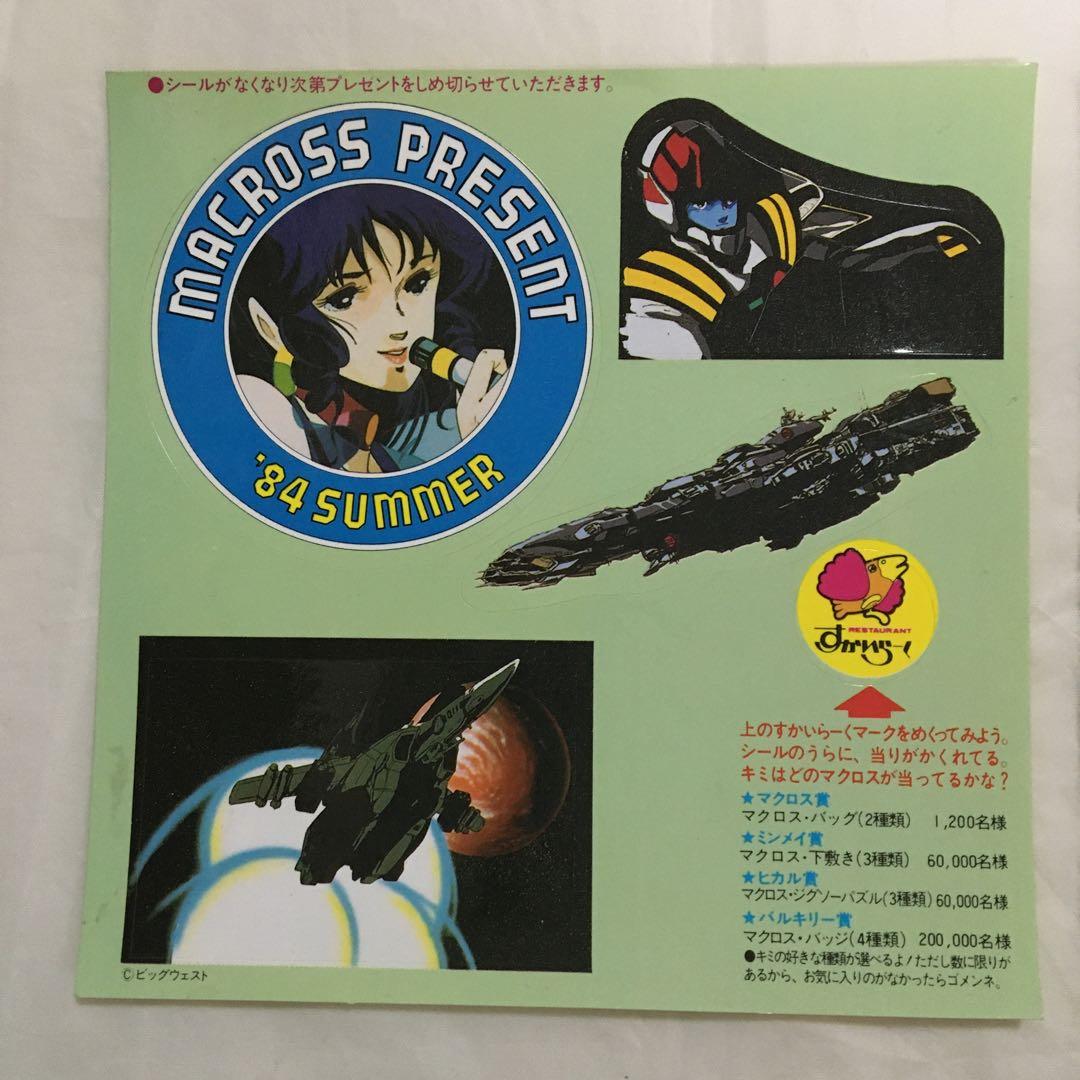 ●シールがなくなり次第プレゼントをしめ切らせていただきます。
MACROSS PRESENT
'84 SUMMER
RESTAURANT
すかいらーく
上のすかいらーくマークをめくってみよう。
シールのうらに、当りがかくれてる。
キミはどのマクロスが当ってるかな?
★マクロス賞
マクロス・バッグ(2種類) 1,200名様
★ミンメイ賞
マクロス・下敷き(3種類) 60,000名様
★ヒカル賞
マクロス・ジグソーパズル(3種類) 60,000名様
★バルキリー賞
マクロス・バッジ(4種類) 200,000名様
●キミの好きな種類が選べるよ!ただし数に限りが
あるから、お気に入りのがなかったらゴメンネ。
©ビッグウェスト